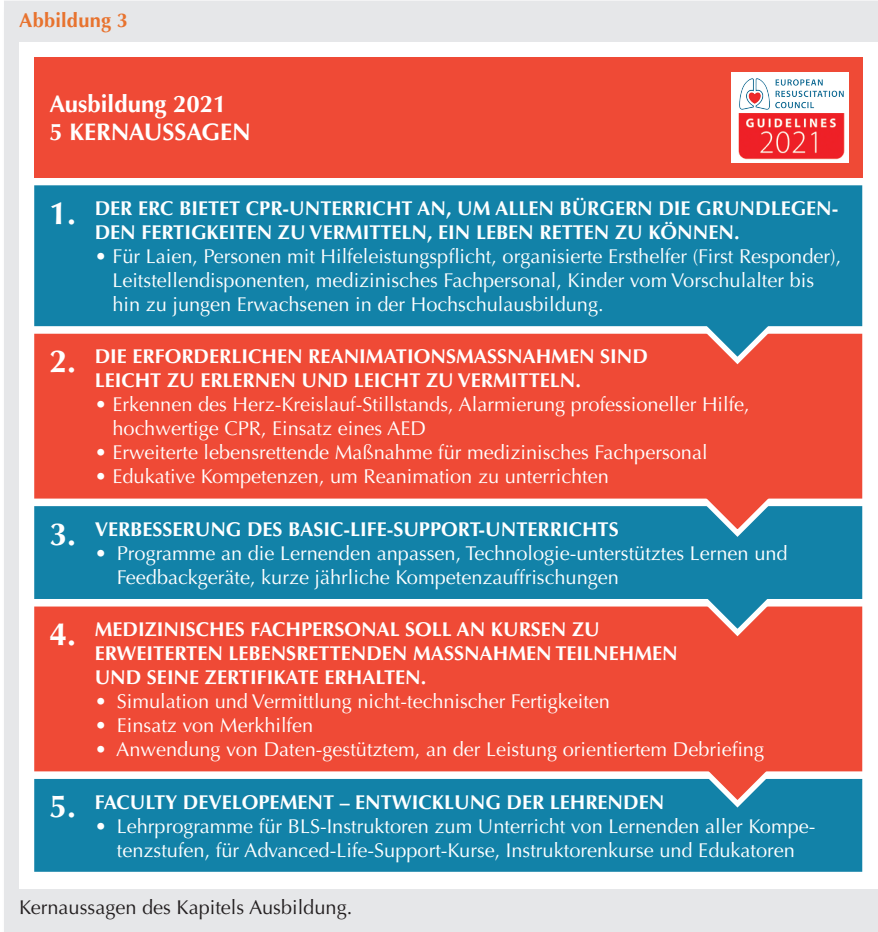 Abbildung 3
Ausbildung 2021
5 KERNAUSSAGEN
EUROPEAN
RESUSCITATION
COUNCIL
GUIDELINES
2021
1. DER ERC BIETET CPR-UNTERRICHT AN, UM ALLEN BÜRGERN DIE GRUNDLEGEN-
DEN FERTIGKEITEN ZU VERMITTELN, EIN LEBEN RETTEN ZU KÖNNEN.
• Für Laien, Personen mit Hilfeleistungspflicht, organisierte Ersthelfer (First Responder),
Leitstellendisponenten, medizinisches Fachpersonal, Kinder vom Vorschulalter bis
hin zu jungen Erwachsenen in der Hochschulausbildung.
2. DIE ERFORDERLICHEN REANIMATIONSMASSNAHMEN SIND
LEICHT ZU ERLERNEN UND LEICHT ZU VERMITTELN.
• Erkennen des Herz-Kreislauf-Stillstands, Alarmierung professioneller Hilfe,
hochwertige CPR, Einsatz eines AED
• Erweiterte lebensrettende Maßnahme für medizinisches Fachpersonal
• Edukative Kompetenzen, um Reanimation zu unterrichten
3. VERBESSERUNG DES BASIC-LIFE-SUPPORT-UNTERRICHTS
• Programme an die Lernenden anpassen, Technologie-unterstütztes Lernen und
Feedbackgeräte, kurze jährliche Kompetenzauffrischungen
4. MEDIZINISCHES FACHPERSONAL SOLL AN KURSEN ZU
ERWEITERTEN LEBENSRETTENDEN MASSNAHMEN TEILNEHMEN
UND SEINE ZERTIFIKATE ERHALTEN.
• Simulation und Vermittlung nicht-technischer Fertigkeiten
• Einsatz von Merkhilfen
• Anwendung von Daten-gestütztem, an der Leistung orientiertem Debriefing
5. FACULTY DEVELOPEMENT – ENTWICKLUNG DER LEHRENDEN
• Lehrprogramme für BLS-Instruktoren zum Unterricht von Lernenden aller Kompe-
tenzstufen, für Advanced-Life-Support-Kurse, Instruktorenkurse und Edukatoren
Kernaussagen des Kapitels Ausbildung.